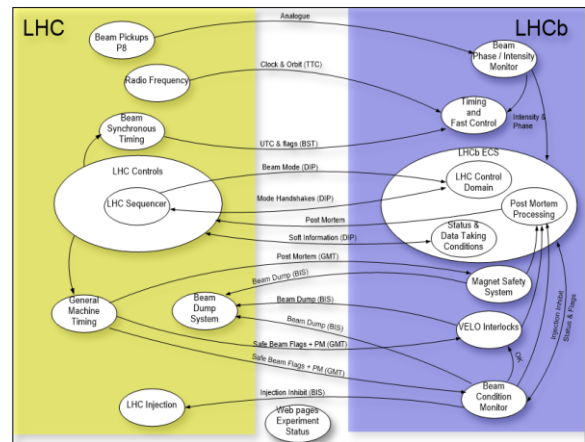 LHC
LHCb
Beam Pickups
P8
Analogue
Beam
Phase / Intensity
Monitor
Radio Frequency
Clock & Orbit (TTC)
Timing
and
Fast Control
Intensity &
Phase
Beam
Synchronous
Timing
UTC & flags (BST)
LHCb ECS
LHC Controls
Beam Mode (DIP)
LHC Control
Domain
LHC Sequencer
Mode Handshakes (DIP)
Post Mortem
Processing
Post Mortem
Soft Information (DIP)
Status &
Data Taking
Conditions
Post Mortem (GMT)
Beam Dump (BIS)
Magnet Safety
System
General
Machine
Timing
Beam
Dump
System
Beam Dump (BIS)
VELO Interlocks
Injection Inhibit
Status & Flags
Beam Dump (BIS)
Safe Beam Flags + PM (GMT)
OK
Safe Beam Flags + PM (GMT)
Beam
Condition
Monitor
LHC Injection
Injection Inhibit (BIS)
Web pages
Experiment
Status